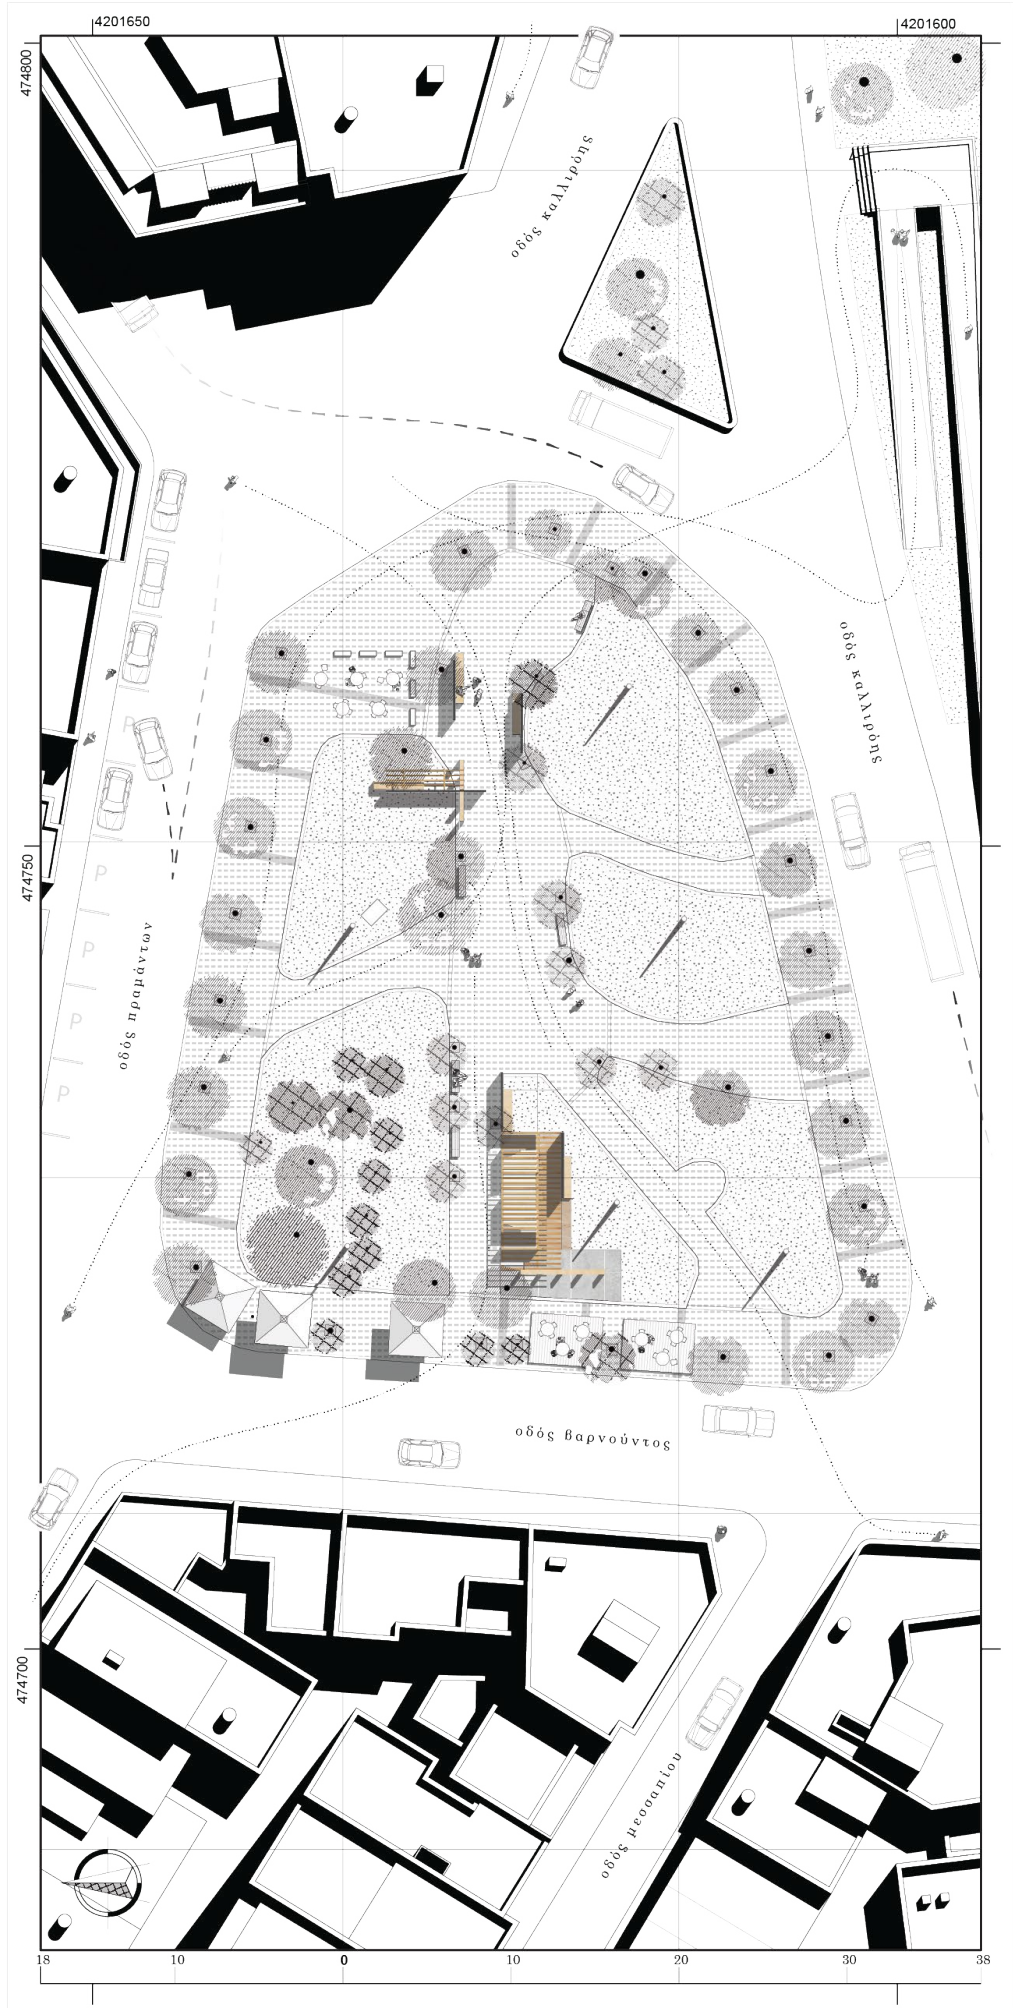 4201650
4201600
474800
οδός καλλιρόης
οδός καλλιρόης
474750
P
P
P
P
P
οδός πραμάντων
οδός βαρνούντος
474700
οδός μεσσαπίου
18 10 0 10 20 30 38